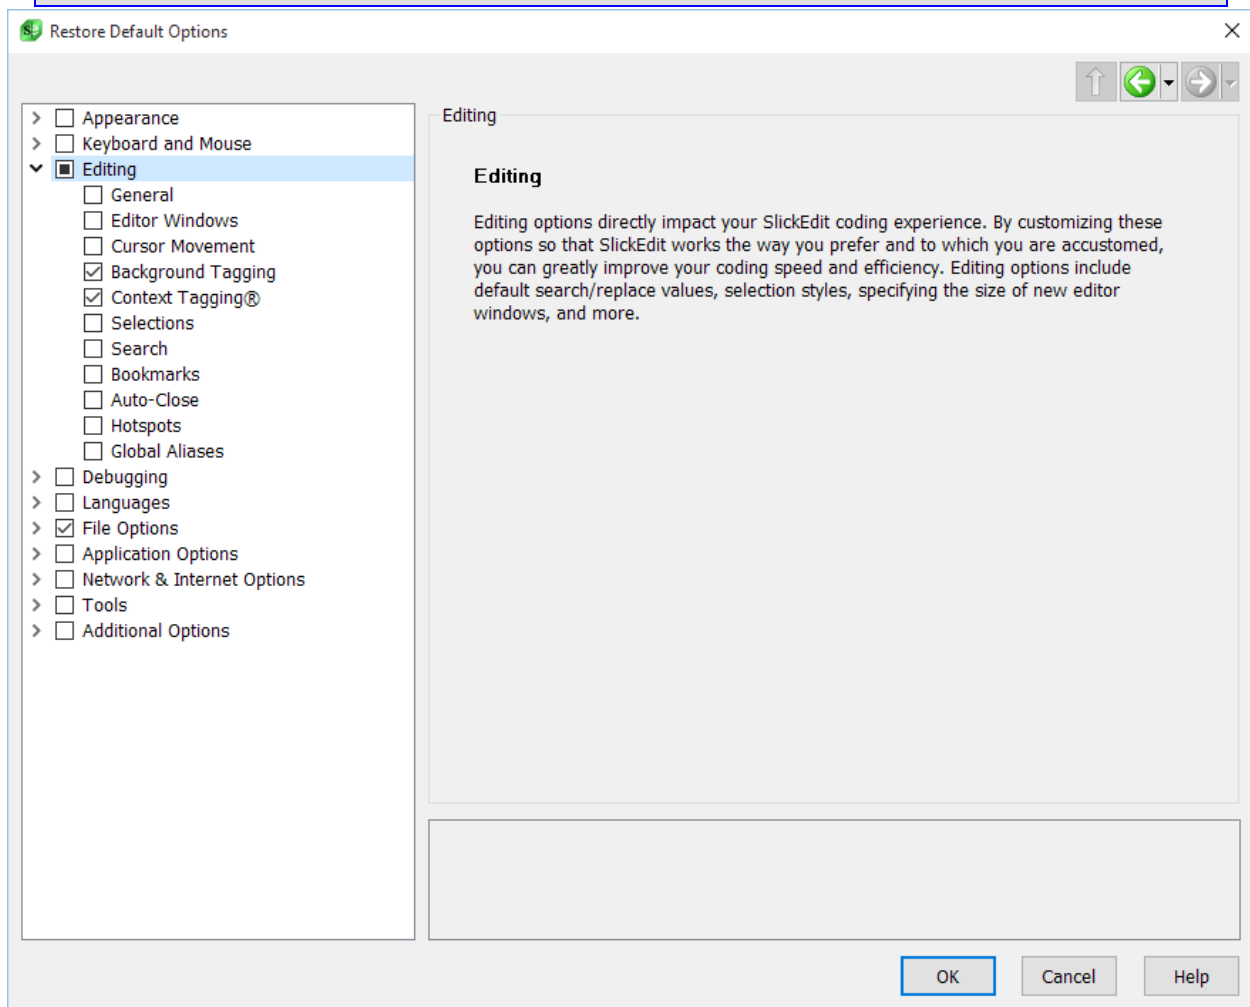 Restore Default Options
Appearance
Keyboard and Mouse
Editing
General
Editor Windows
Cursor Movement
Background Tagging
Context Tagging®
Selections
Search
Bookmarks
Auto-Close
Hotspots
Global Aliases
Debugging
Languages
File Options
Application Options
Network & Internet Options
Tools
Additional Options
Editing
Editing
Editing options directly impact your SlickEdit coding experience. By customizing these
options so that SlickEdit works the way you prefer and to which you are accustomed,
you can greatly improve your coding speed and efficiency. Editing options include
default search/replace values, selection styles, specifying the size of new editor
windows, and more.
OK
Cancel
Help